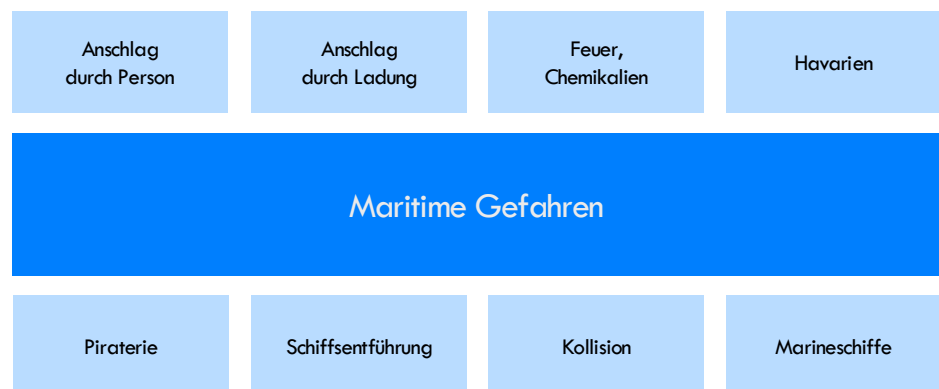 Anschlag
durch Person
Anschlag
durch Ladung
Feuer,
Chemikalien
Havarien
Maritime Gefahren
Piraterie
Schiffsentführung
Kollision
Marineschiffe